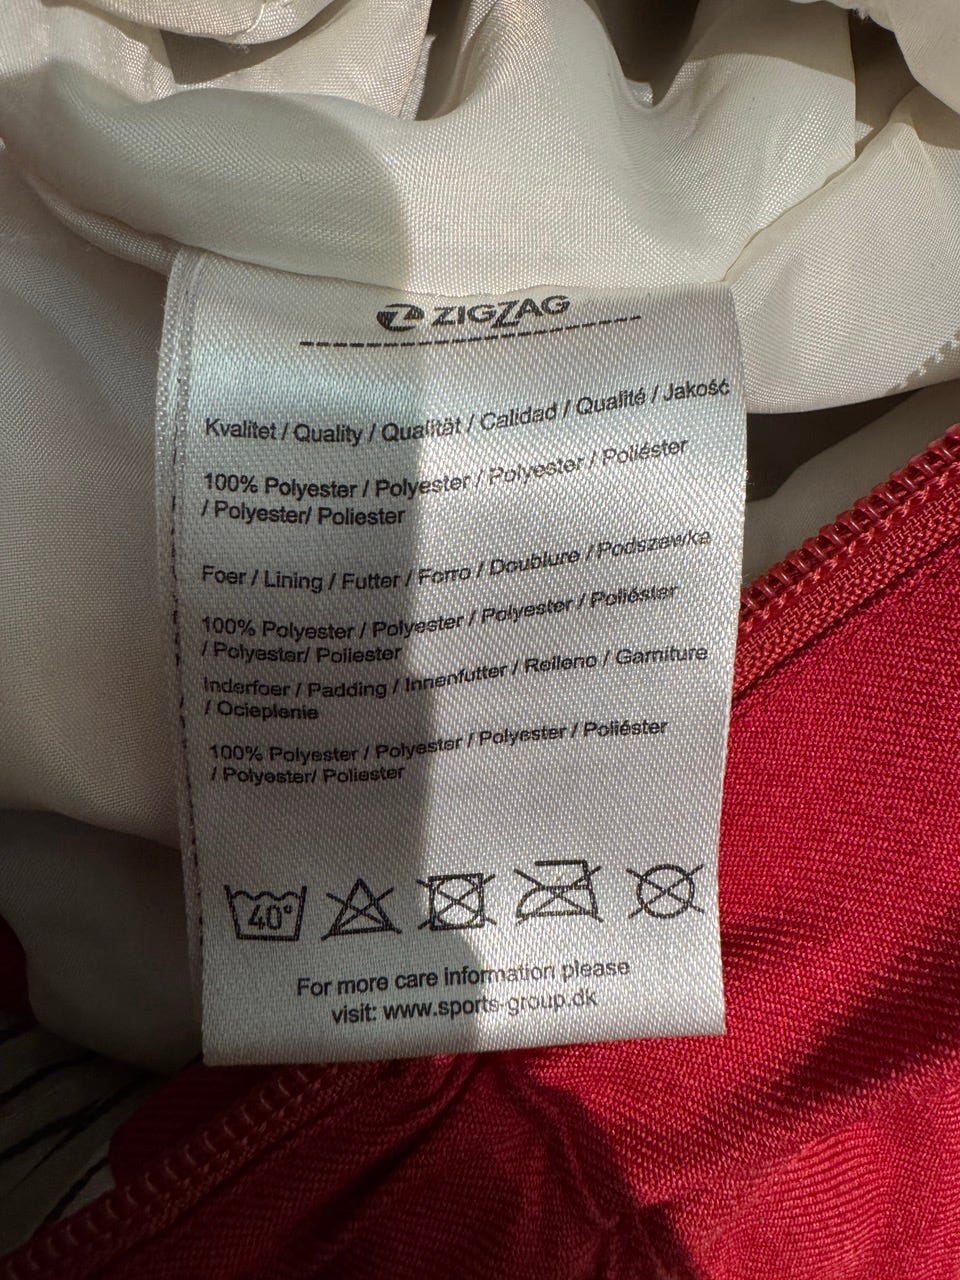 ZIGZAG
Kvalitet / Quality / Qualität / Calidad / Qualité / Jakość
100% Polyester / Polyester / Polyester / Poliéster
/ Polyester/ Poliester
Foer / Lining / Futter / Forro / Doublure / Podszewka
100% Polyester / Polyester / Polyester / Poliéster
/ Polyester/ Poliester
Inderfoer / Padding / Innenfutter / Relleno / Garniture
/ Ocieplenie
100% Polyester / Polyester / Polyester / Poliéster
/ Polyester/ Poliester
40°
For more care information please
visit: www.sports-group.dk